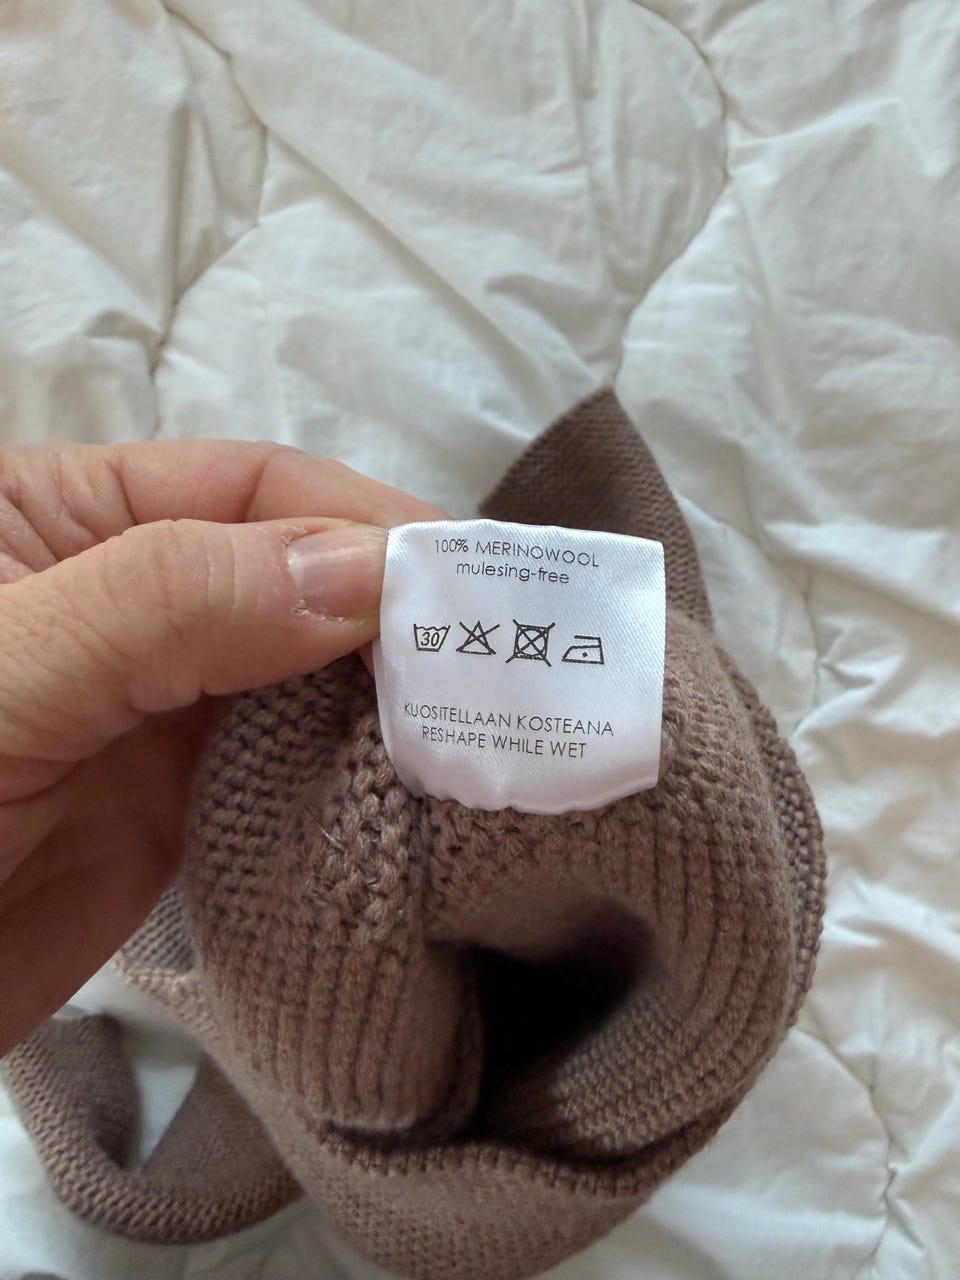 100% MERINOWOOL
mulesing-free
30
KUOSITELLAAN KOSTEANA
RESHAPE WHILE WET